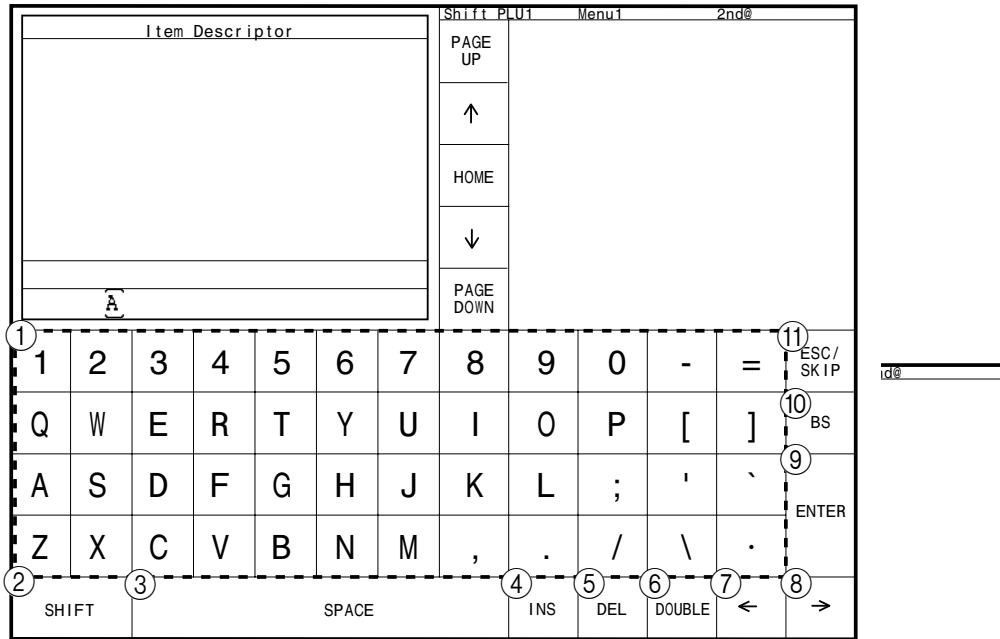 Shift PLU1 Menu1 2nd@
Item Descriptor
PAGE
UP
↑
HOME
↓
PAGE
DOWN
A
① ⑪
1 2 3 4 5 6 7 8 9 0 - = ESC/
SKIP
nd@
⑩
Q W E R T Y U I O P [ ] BS
⑨
A S D F G H J K L ; ' `
ENTER
Z X C V B N M , . / \ ·
② ③ ④ ⑤ ⑥ ⑦ ⑧
SHIFT SPACE INS DEL DOUBLE ← →